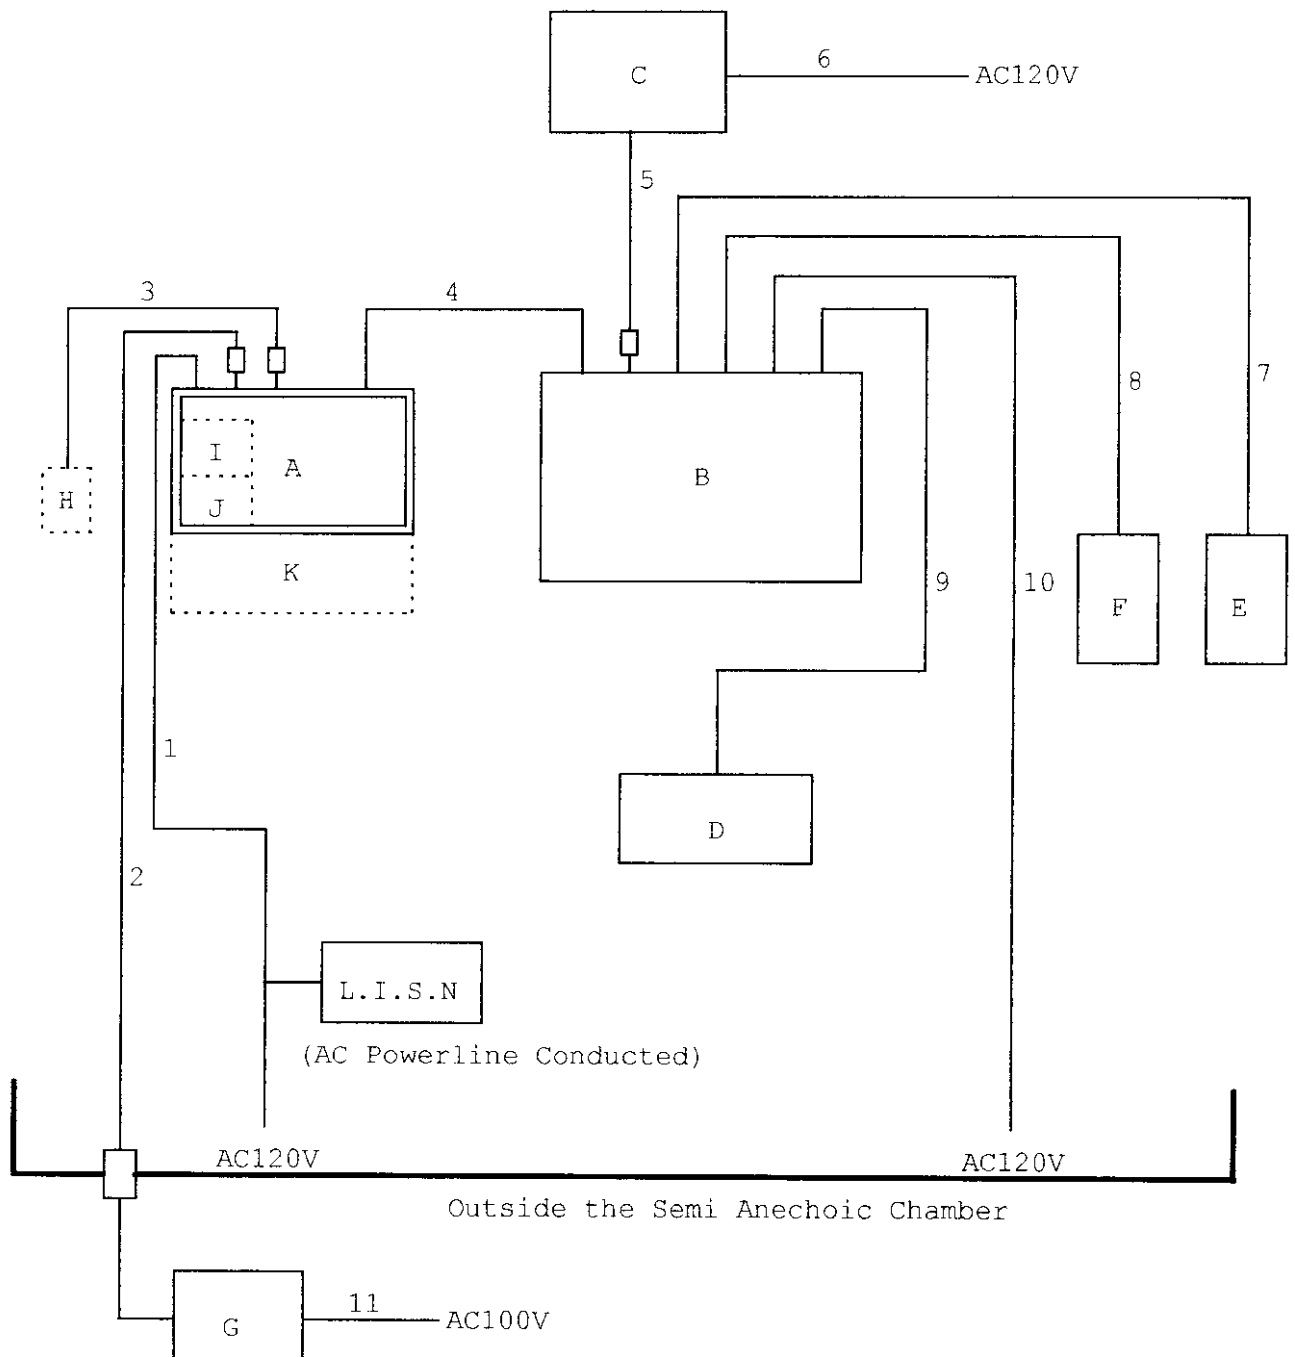 C
6
AC120V
5
3
4
8
7
I
A
J
H
B
K
9
10
F
E
1
D
2
L.I.S.N
(AC Powerline Conducted)
AC120V
AC120V
Outside the Semi Anechoic Chamber
11
G
AC100V